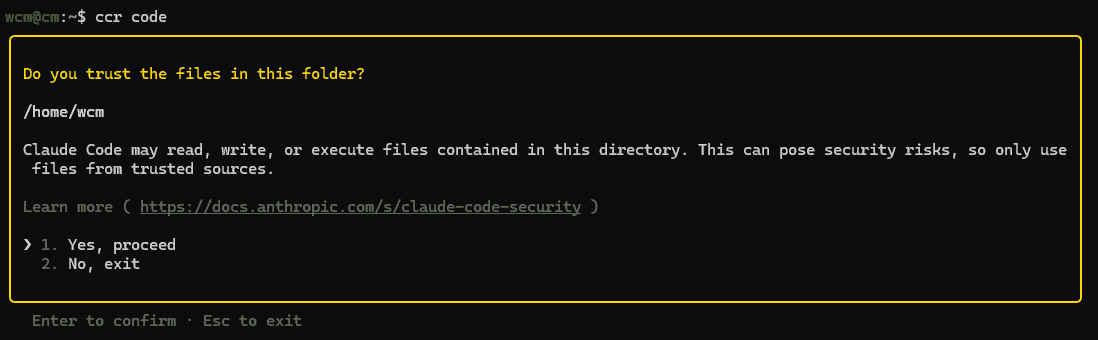 wcm@cm:~$ ccr code
Do you trust the files in this folder?
/home/wcm
Claude Code may read, write, or execute files contained in this directory. This can pose security risks, so only use
files from trusted sources.
Learn more ( https://docs.anthropic.com/s/claude-code-security )
❯ 1. Yes, proceed
2. No, exit
Enter to confirm · Esc to exit